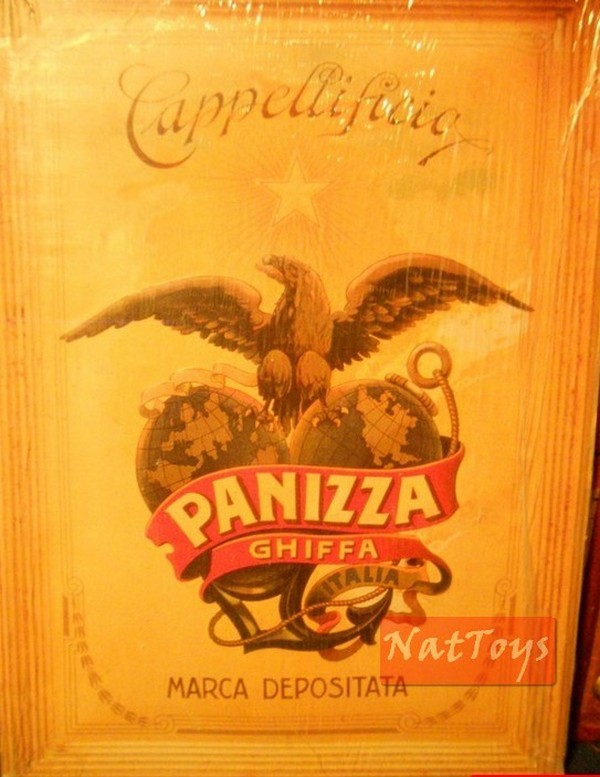 Cappellificio
PANIZZA
GHIFFA
ITALIA
NatToys
MARCA DEPOSITATA